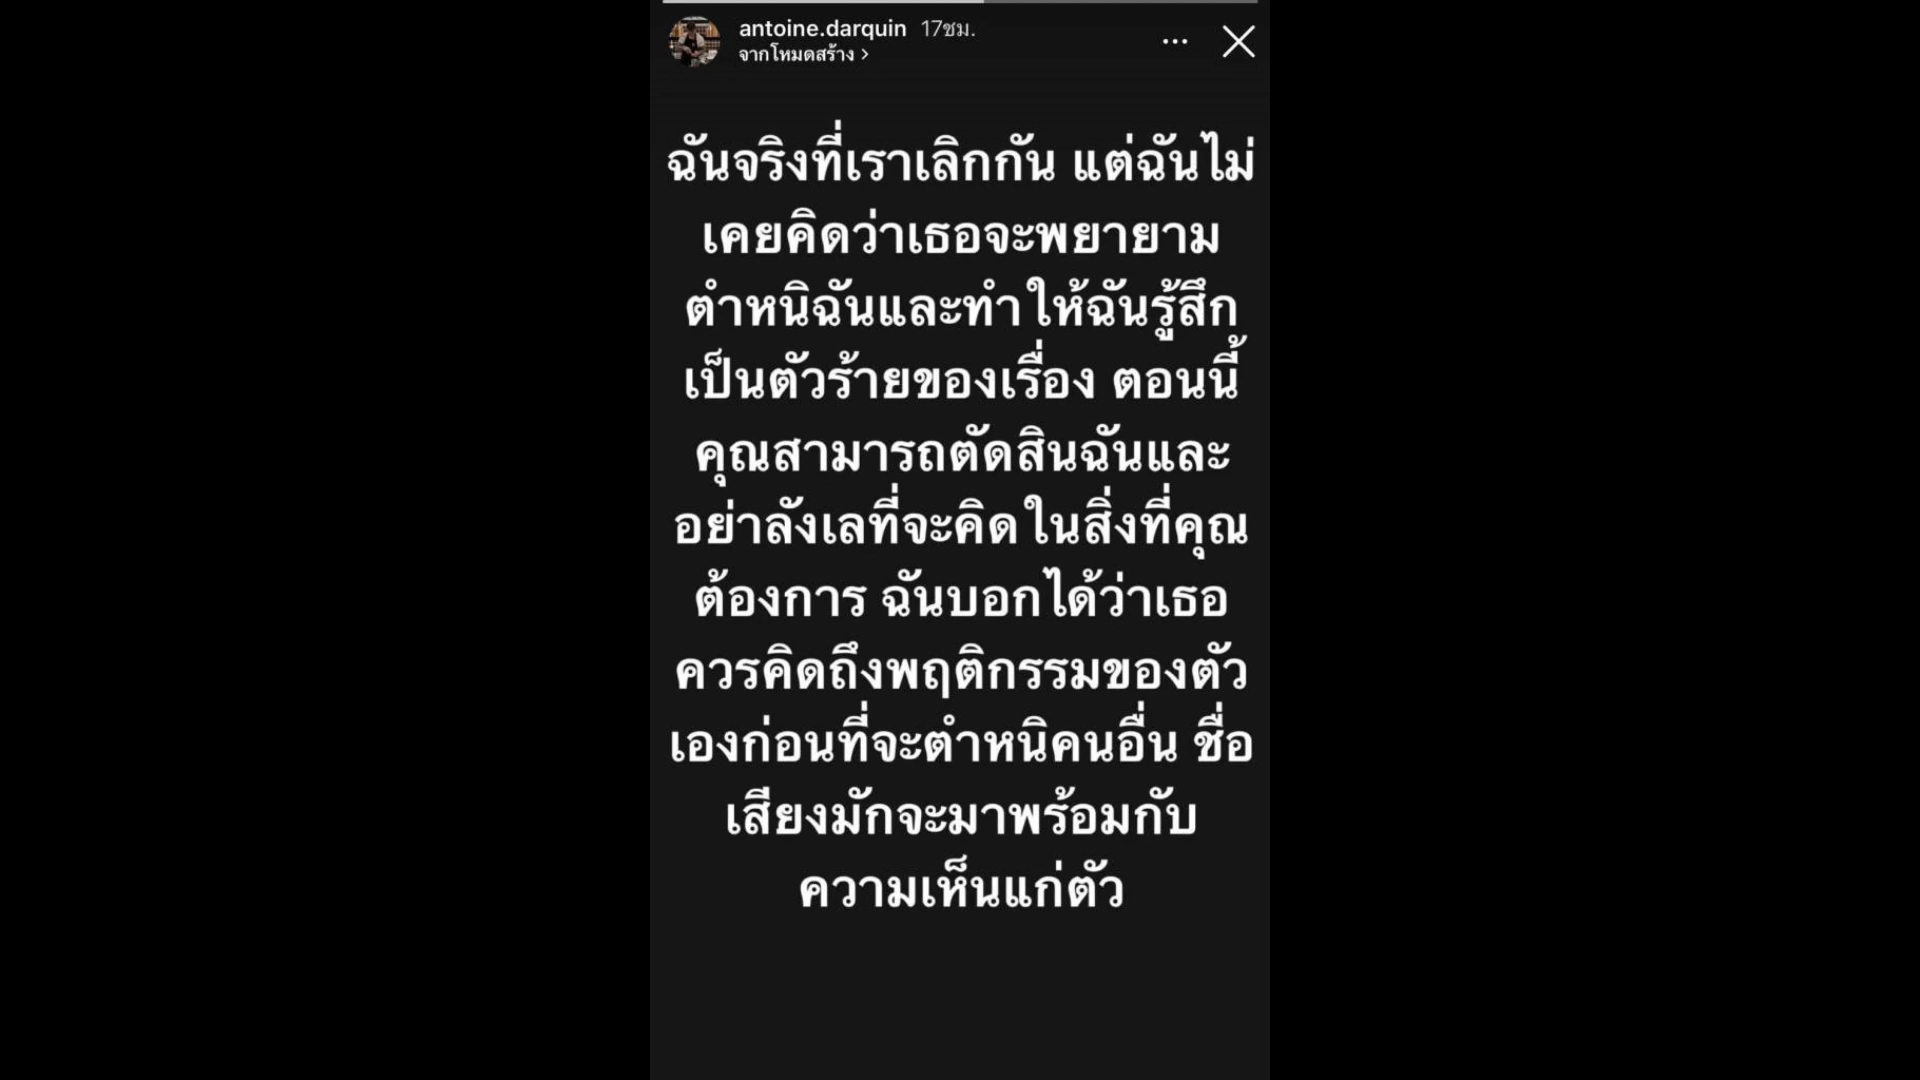 antoine.darquin 17ชม.
จากโหมดสร้าง >
ฉันจริงที่เราเลิกกัน แต่ฉันไม่
เคยคิดว่าเธอจะพยายาม
ตำหนิฉันและทำให้ฉันรู้สึก
เป็นตัวร้ายของเรื่อง ตอนนี้
คุณสามารถตัดสินฉันและ
อย่าลังเลที่จะคิดในสิ่งที่คุณ
ต้องการ ฉันบอกได้ว่าเธอ
ควรคิดถึงพฤติกรรมของตัว
เองก่อนที่จะตำหนิคนอื่น ชื่อ
เสียงมักจะมาพร้อมกับ
ความเห็นแก่ตัว